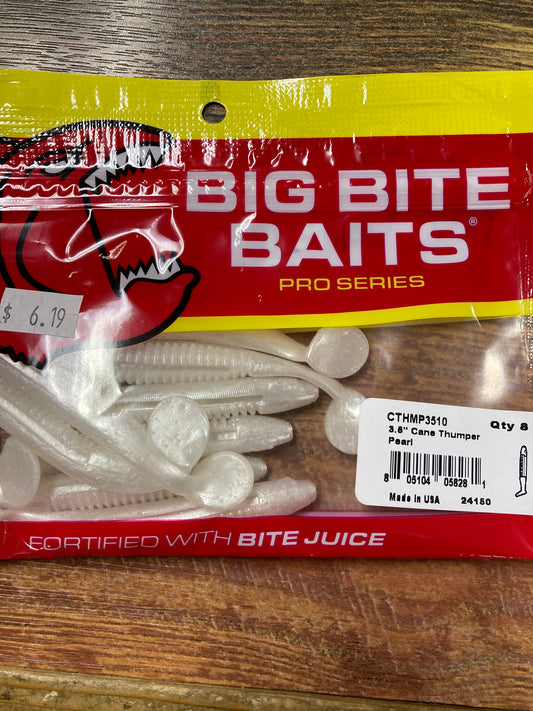 BIG BITE
BAITS®
PRO SERIES
$ 6.19
CTHMP3510 Qty 8
3.5" Cane Thumper
Pearl
8 05104 05828 1
Made in USA 24150
FORTIFIED WITH BITE JUICE